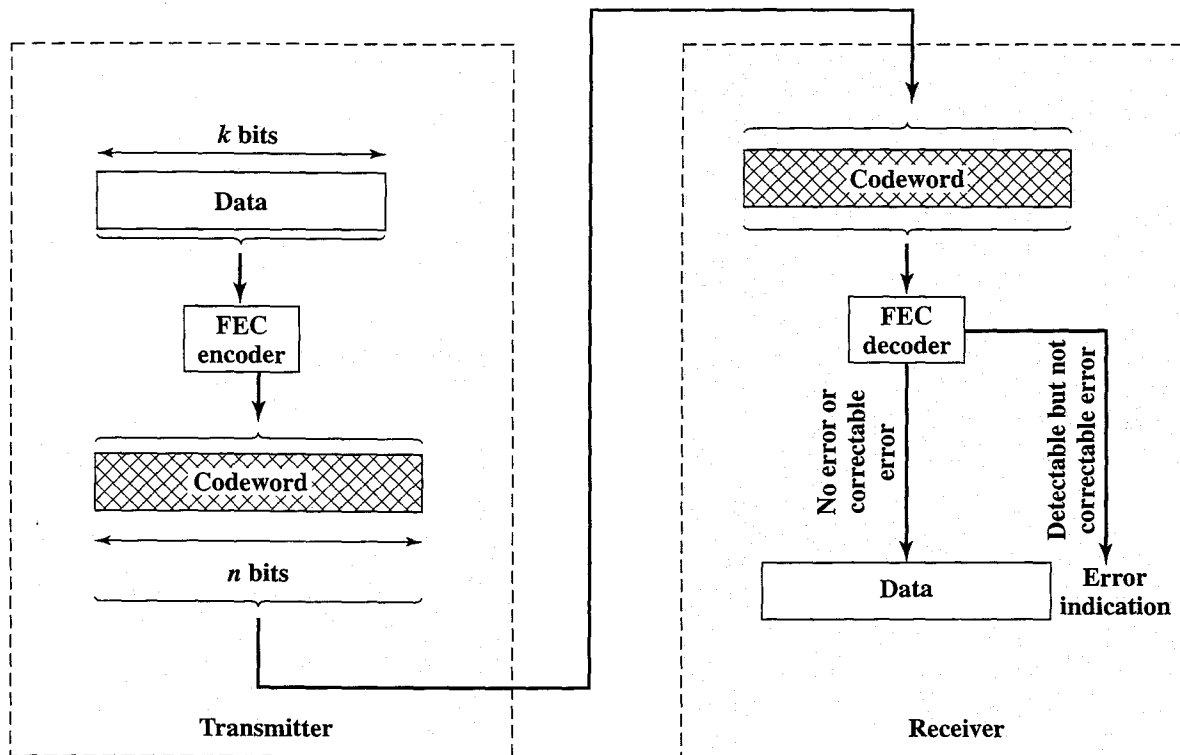 k bits
Data
FEC
encoder
Codeword
n bits
Transmitter
Codeword
FEC
decoder
No error or
correctable
error
Detectable but not
correctable error
Data
Error
indication
Receiver